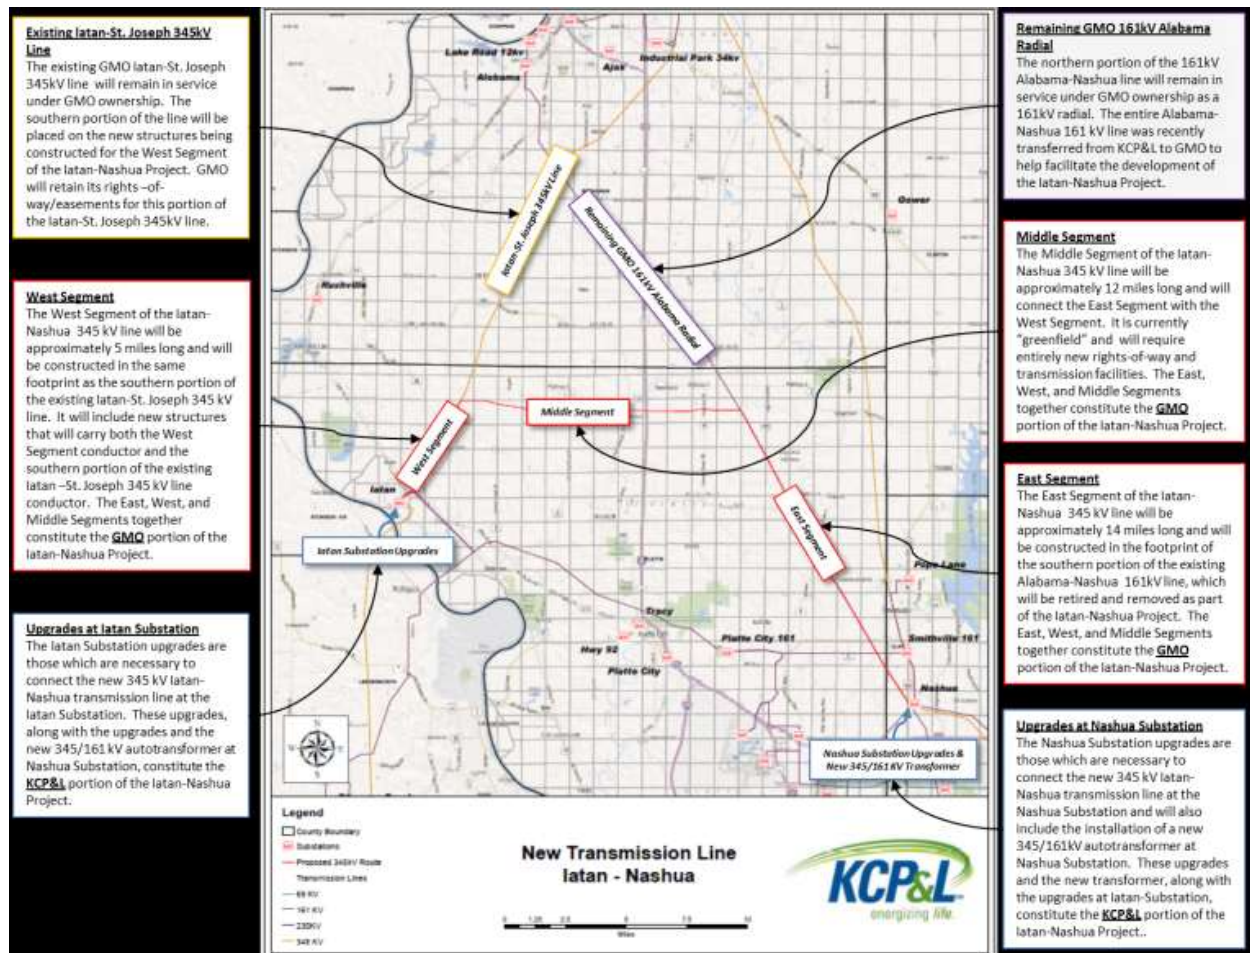 Existing Iatan-St. Joseph 345kV
Line
The existing GMO Iatan-St. Joseph
345kV line will remain in service
under GMO ownership. The
southern portion of the line will be
placed on the new structures being
constructed for the West Segment
of the Iatan-Nashua Project. GMO
will retain its rights –of-
way/easements for this portion of
the Iatan-St. Joseph 345kV line.
West Segment
The West Segment of the Iatan-
Nashua 345 kV line will be
approximately 5 miles long and will
be constructed in the same
footprint as the southern portion of
the existing Iatan-St. Joseph 345 kV
line. It will include new structures
that will carry both the West
Segment conductor and the
southern portion of the existing
Iatan –St. Joseph 345 kV line
conductor. The East, West, and
Middle Segments together
constitute the GMO portion of the
Iatan-Nashua Project.
Upgrades at Iatan Substation
The Iatan Substation upgrades are
those which are necessary to
connect the new 345 kV Iatan-
Nashua transmission line at the
Iatan Substation. These upgrades,
along with the upgrades and the
new 345/161 kV autotransformer at
Nashua Substation, constitute the
KCP&L portion of the Iatan-Nashua
Project.
Lake Road 12kv
Industrial Park 34kv
Ajax
Alabama
Gower
Rushville
Iatan-St. Joseph 345kV Line
Remaining GMO 161kV Alabama Radial
Middle Segment
West Segment
Iatan
East Segment
Iatan Substation Upgrades
Pope Lane
Tracy
Platte City 161
Smithville 161
Hwy 92
Platte City
Nashua
Nashua Substation Upgrades &
New 345/161 KV Transformer
N
Legend
County Boundary
Substations
Proposed 345kV Route
Transmission Lines
69 KV
161 KV
230KV
345 KV
New Transmission Line
Iatan - Nashua
0 1.25 2.5 5 7.5 10
Miles
KCP&L
energizing life
Remaining GMO 161kV Alabama
Radial
The northern portion of the 161kV
Alabama-Nashua line will remain in
service under GMO ownership as a
161kV radial. The entire Alabama-
Nashua 161 kV line was recently
transferred from KCP&L to GMO to
help facilitate the development of
the Iatan-Nashua Project.
Middle Segment
The Middle Segment of the Iatan-
Nashua 345 kV line will be
approximately 12 miles long and will
connect the East Segment with the
West Segment. It is currently
“greenfield” and will require
entirely new rights-of-way and
transmission facilities. The East,
West, and Middle Segments
together constitute the GMO
portion of the Iatan-Nashua Project.
East Segment
The East Segment of the Iatan-
Nashua 345 kV line will be
approximately 14 miles long and will
be constructed in the footprint of
the southern portion of the existing
Alabama-Nashua 161kV line, which
will be retired and removed as part
of the Iatan-Nashua Project. The
East, West, and Middle Segments
together constitute the GMO
portion of the Iatan-Nashua Project.
Upgrades at Nashua Substation
The Nashua Substation upgrades are
those which are necessary to
connect the new 345 kV Iatan-
Nashua transmission line at the
Nashua Substation and will also
include the installation of a new
345/161kV autotransformer at
Nashua Substation. These upgrades
and the new transformer, along with
the upgrades at Iatan-Substation,
constitute the KCP&L portion of the
Iatan-Nashua Project..